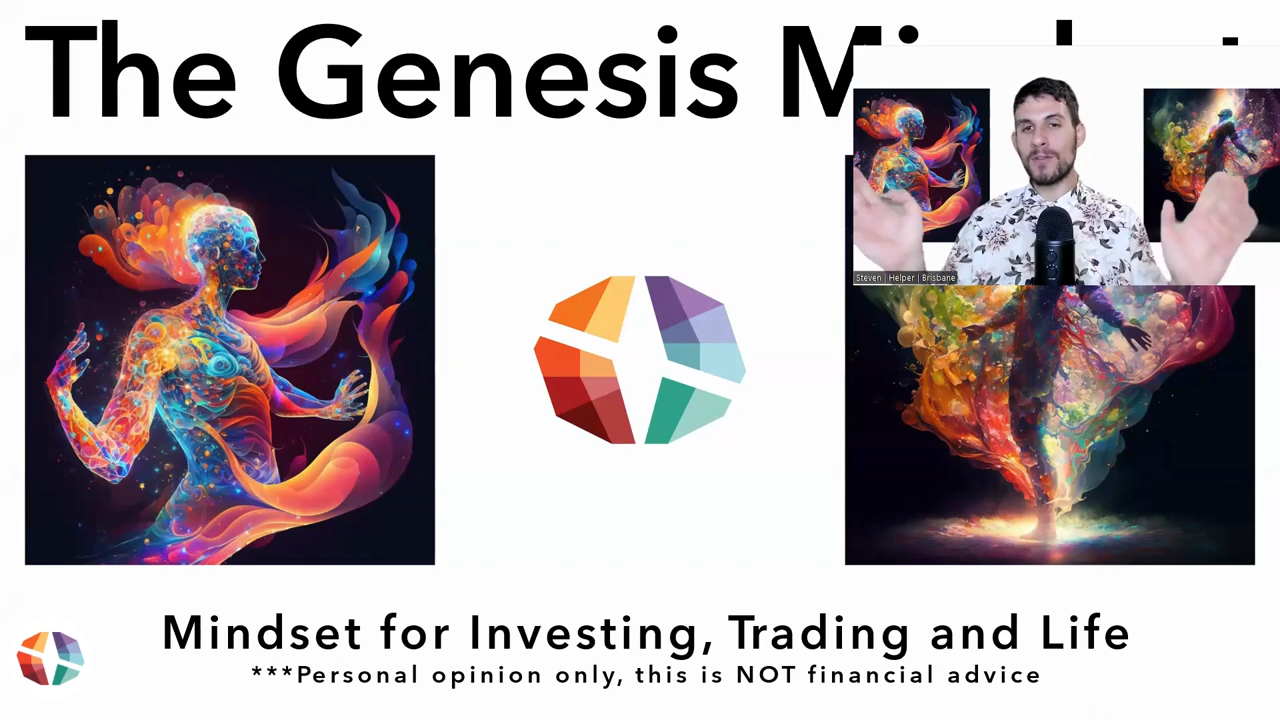 The Genesis M
Steven | Helper | Brisbane
Mindset for Investing, Trading and Life
***Personal opinion only, this is NOT financial advice